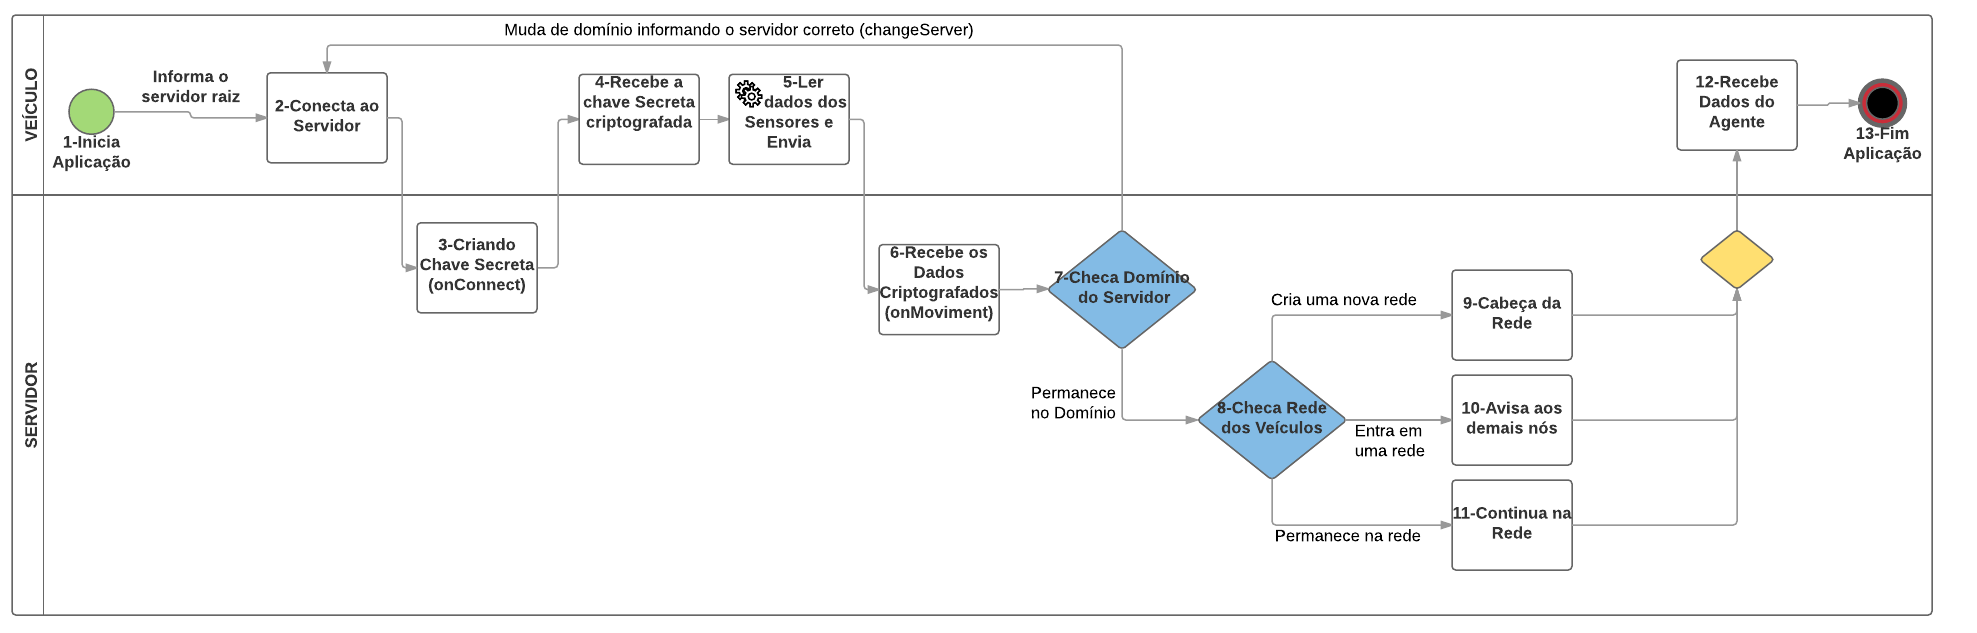 Muda de domínio informando o servidor correto (changeServer)
VEÍCULO
Informa o
servidor raiz
1-Inicia
Aplicação
2-Conecta ao
Servidor
4-Recebe a
chave Secreta
criptografada
5-Ler
dados dos
Sensores e
Envia
12-Recebe
Dados do
Agente
13-Fim
Aplicação
SERVIDOR
3-Criando
Chave Secreta
(onConnect)
6-Recebe os
Dados
Criptografados
(onMoviment)
7-Checa Domínio
do Servidor
Permanece
no Domínio
8-Checa Rede
dos Veículos
Cria uma nova rede
Entra em
uma rede
Permanece na rede
9-Cabeça da
Rede
10-Avisa aos
demais nós
11-Continua na
Rede